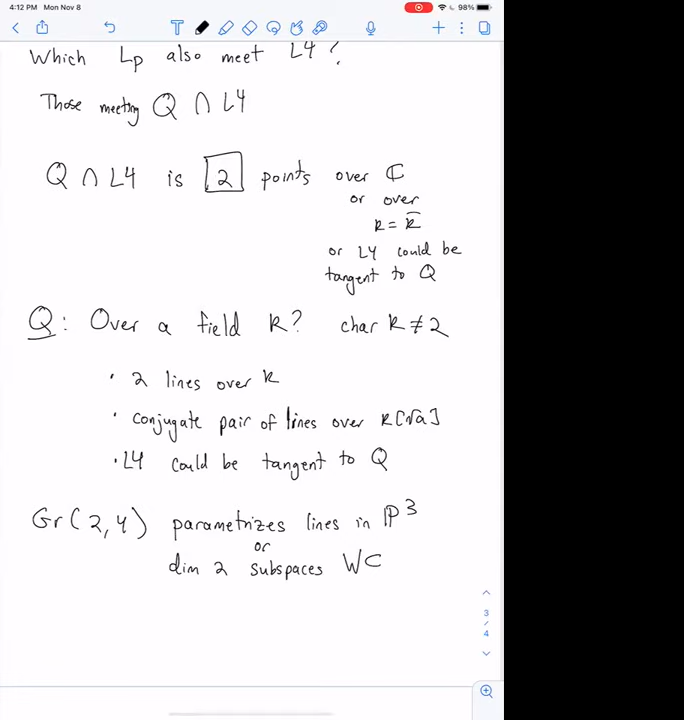 4:12 PM Mon Nov 8
98%
Which Lp also meet L4?
Those meeting Q ∩ L4
Q ∩ L4 is 2 points over ℂ
or over
k = k̅
or L4 could be
tangent to Q
Q: Over a field k? char k ≠ 2
· 2 lines over k
· conjugate pair of lines over k[√a]
· L4 could be tangent to Q
Gr(2,4) parametrizes lines in ℙ³
or
dim 2 subspaces W⊂
3
/
4